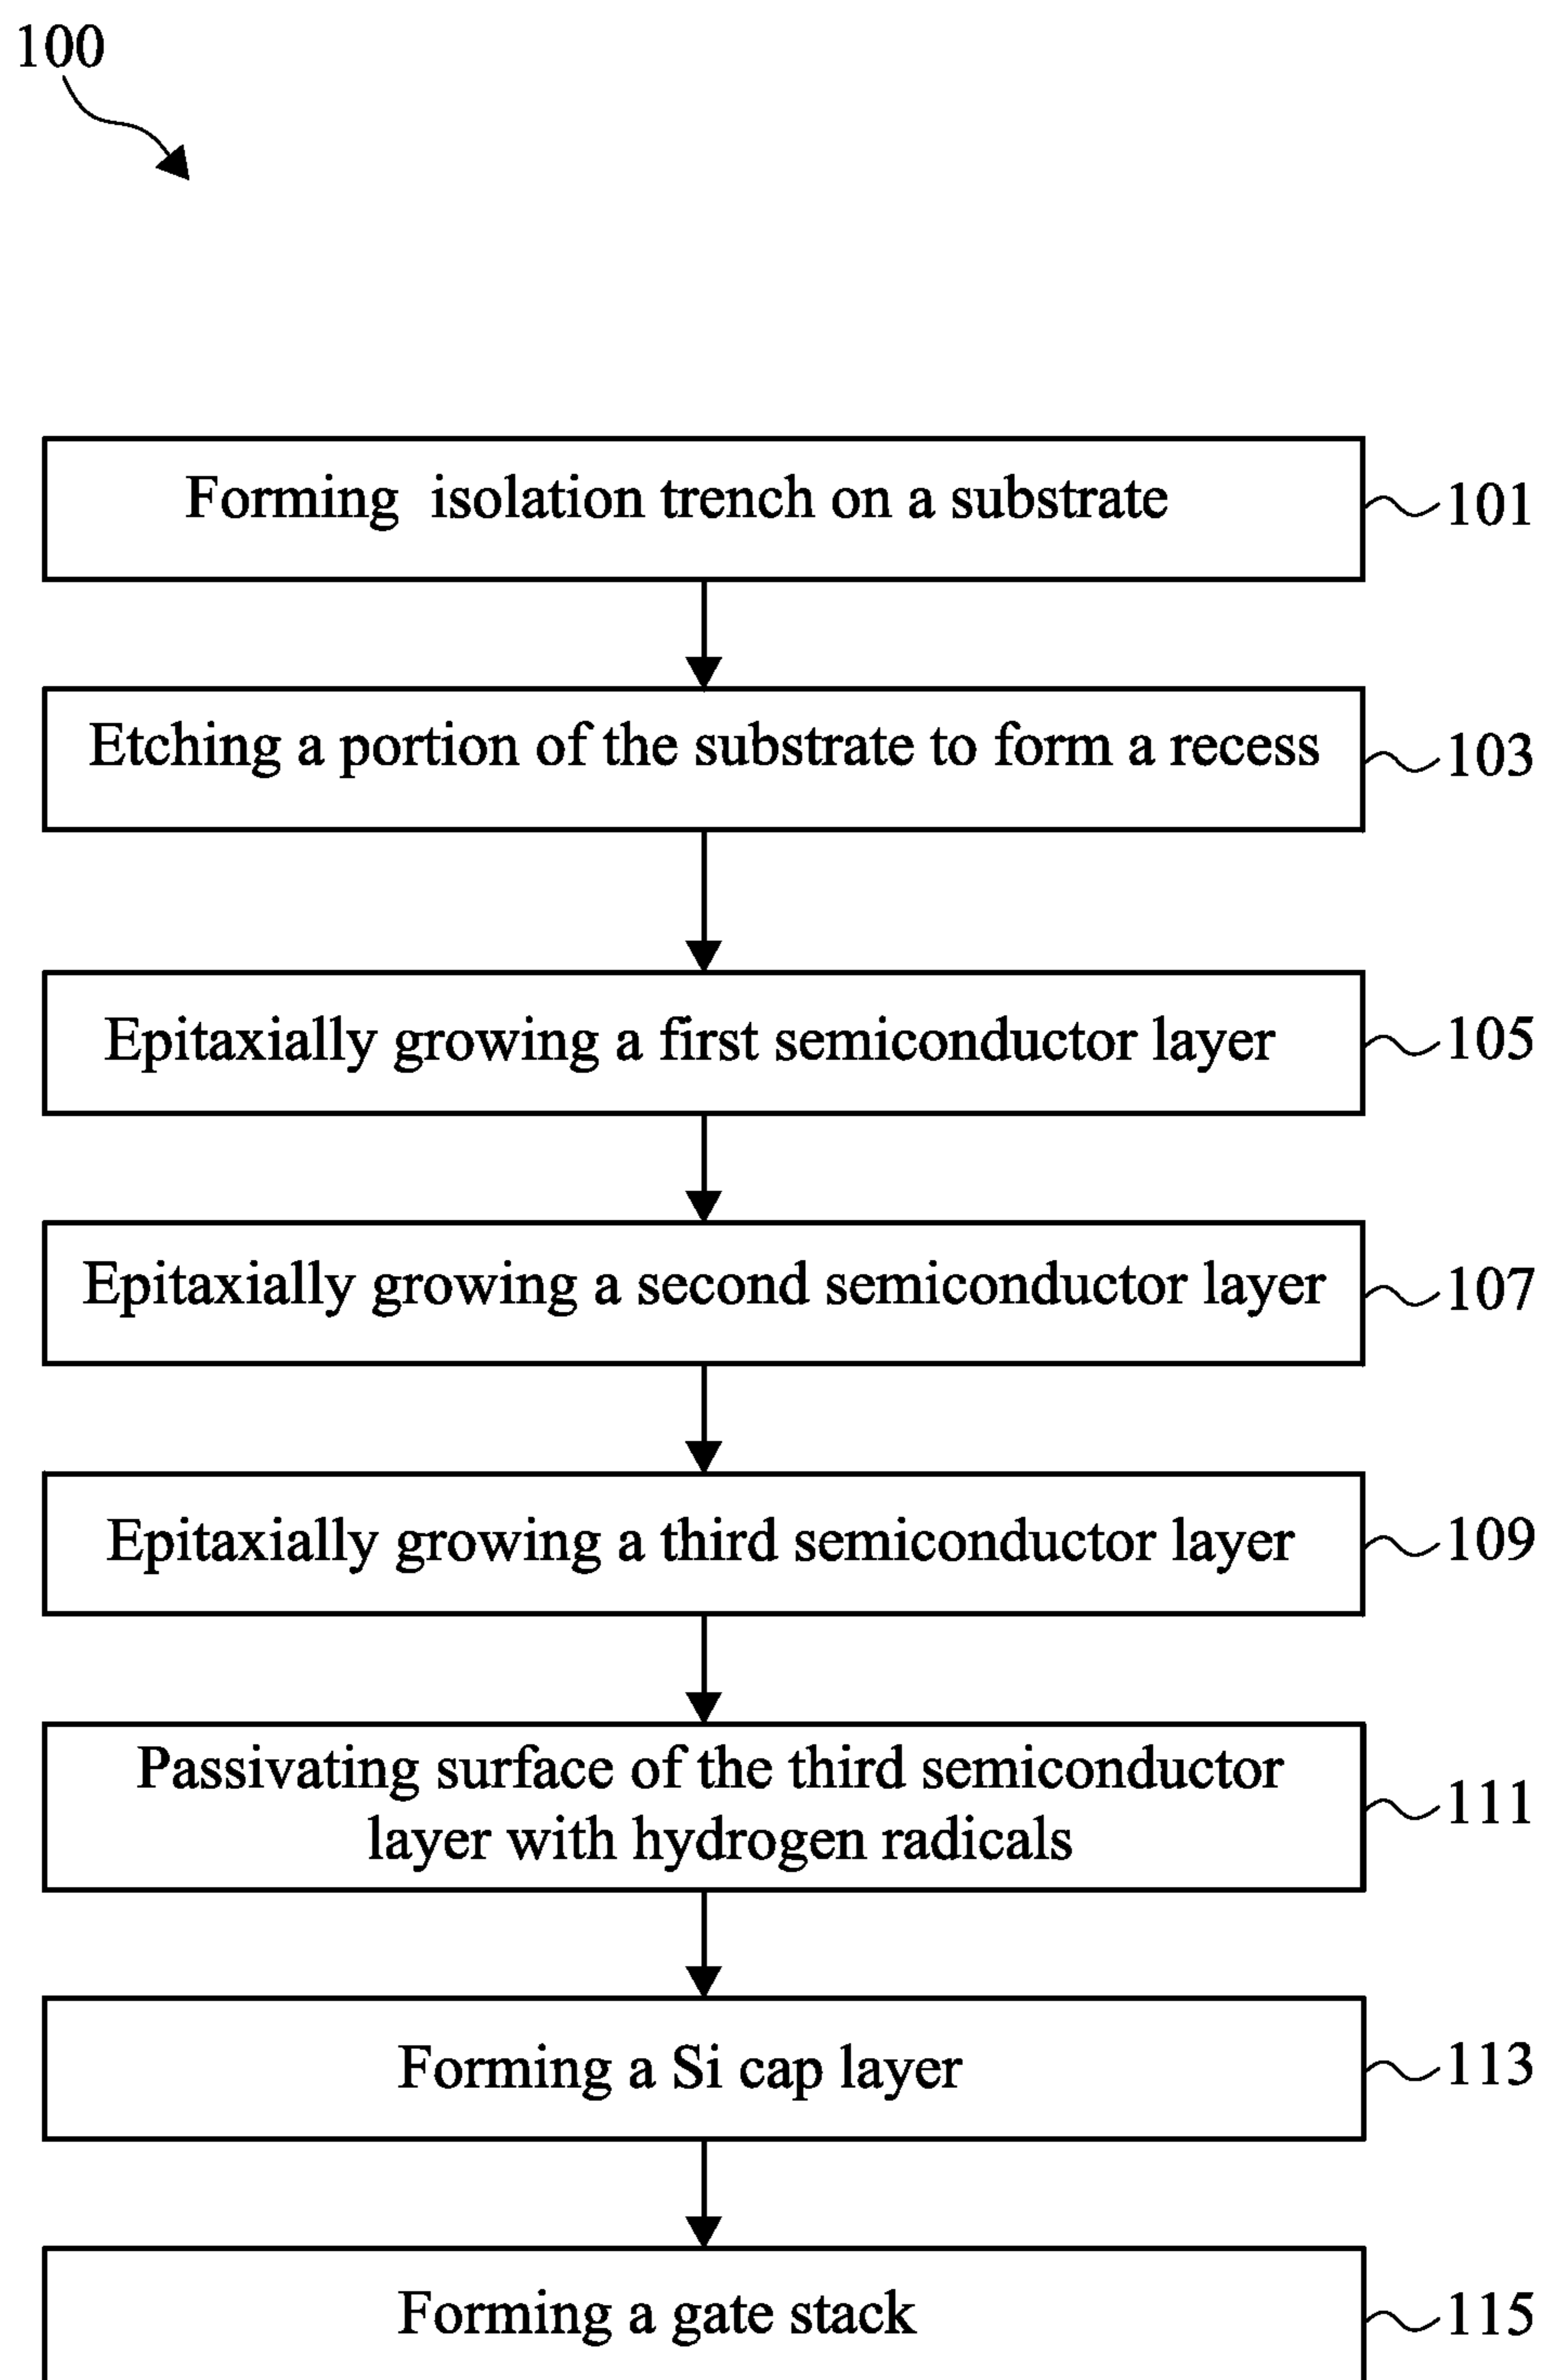 100
Forming isolation trench on a substrate
101
Etching a portion of the substrate to form a recess
103
Epitaxially growing a first semiconductor layer
105
Epitaxially growing a second semiconductor layer
107
Epitaxially growing a third semiconductor layer
109
Passivating surface of the third semiconductor
layer with hydrogen radicals
111
Forming a Si cap layer
113
Forming a gate stack
115